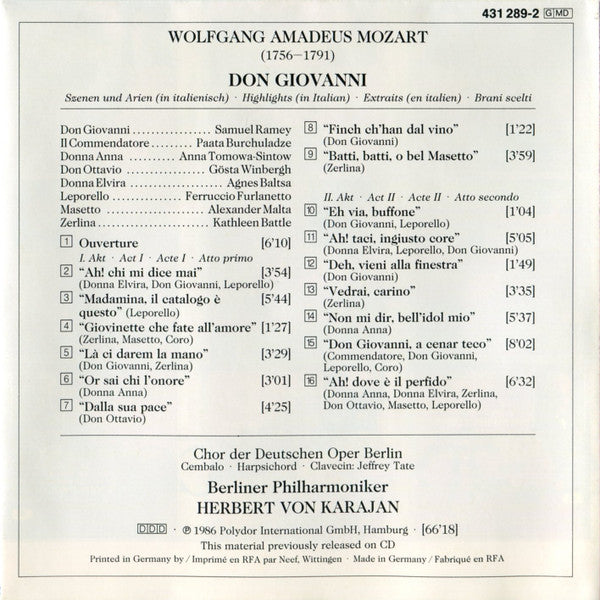 431 289-2 G MD
WOLFGANG AMADEUS MOZART
(1756–1791)
DON GIOVANNI
Szenen und Arien (in italienisch) · Highlights (in Italian) · Extraits (en italien) · Brani scelti
Don Giovanni ................. Samuel Ramey
Il Commendatore ........ Paata Burchuladze
Donna Anna .......... Anna Tomowa-Sintow
Don Ottavio ................. Gösta Winbergh
Donna Elvira .................. Agnes Baltsa
Leporello ............... Ferruccio Furlanetto
Masetto ..................... Alexander Malta
Zerlina ........................ Kathleen Battle
1 Ouverture [6'10]
I. Akt · Act I · Acte I · Atto primo
2 “Ah! chi mi dice mai” [3'54]
(Donna Elvira, Don Giovanni, Leporello)
3 “Madamina, il catalogo è [5'44]
questo” (Leporello)
4 “Giovinette che fate all'amore” [1'27]
(Zerlina, Masetto, Coro)
5 “Là ci darem la mano” [3'29]
(Don Giovanni, Zerlina)
6 “Or sai chi l'onore” [3'01]
(Donna Anna)
7 “Dalla sua pace” [4'25]
(Don Ottavio)
8 “Finch ch'han dal vino” [1'22]
(Don Giovanni)
9 “Batti, batti, o bel Masetto” [3'59]
(Zerlina)
II. Akt · Act II · Acte II · Atto secondo
10 “Eh via, buffone” [1'04]
(Don Giovanni, Leporello)
11 “Ah! taci, ingiusto core” [5'05]
(Donna Elvira, Leporello, Don Giovanni)
12 “Deh, vieni alla finestra” [1'49]
(Don Giovanni)
13 “Vedrai, carino” [3'35]
(Zerlina)
14 “Non mi dir, bell'idol mio” [5'37]
(Donna Anna)
15 “Don Giovanni, a cenar teco” [8'02]
(Commendatore, Don Giovanni,
Leporello, Coro)
16 “Ah! dove è il perfido” [6'32]
(Donna Anna, Donna Elvira, Zerlina,
Don Ottavio, Masetto, Leporello)
Chor der Deutschen Oper Berlin
Cembalo · Harpsichord · Clavecin: Jeffrey Tate
Berliner Philharmoniker
HERBERT VON KARAJAN
DDD · ℗ 1986 Polydor International GmbH, Hamburg · [66'18]
This material previously released on CD
Printed in Germany by / Imprimé en RFA par Neef, Wittingen · Made in Germany / Fabriqué en RFA